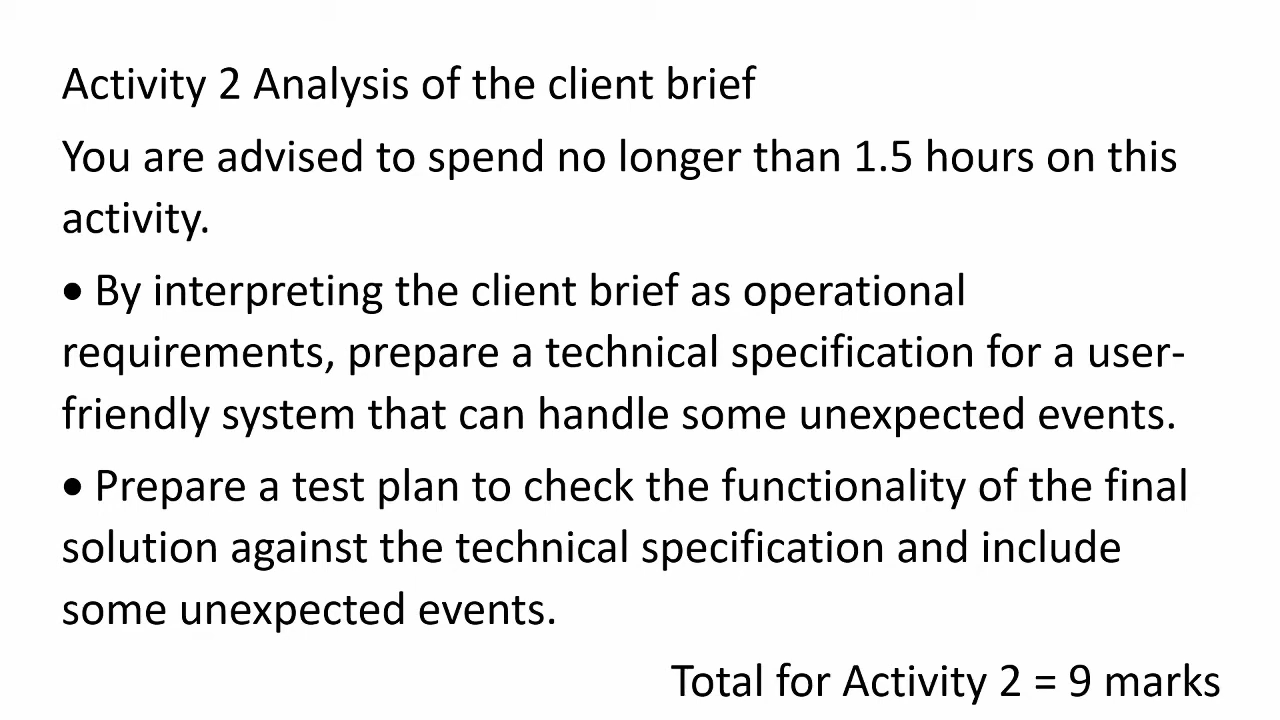 Activity 2 Analysis of the client brief
You are advised to spend no longer than 1.5 hours on this
activity.
• By interpreting the client brief as operational
requirements, prepare a technical specification for a user-
friendly system that can handle some unexpected events.
• Prepare a test plan to check the functionality of the final
solution against the technical specification and include
some unexpected events.
Total for Activity 2 = 9 marks